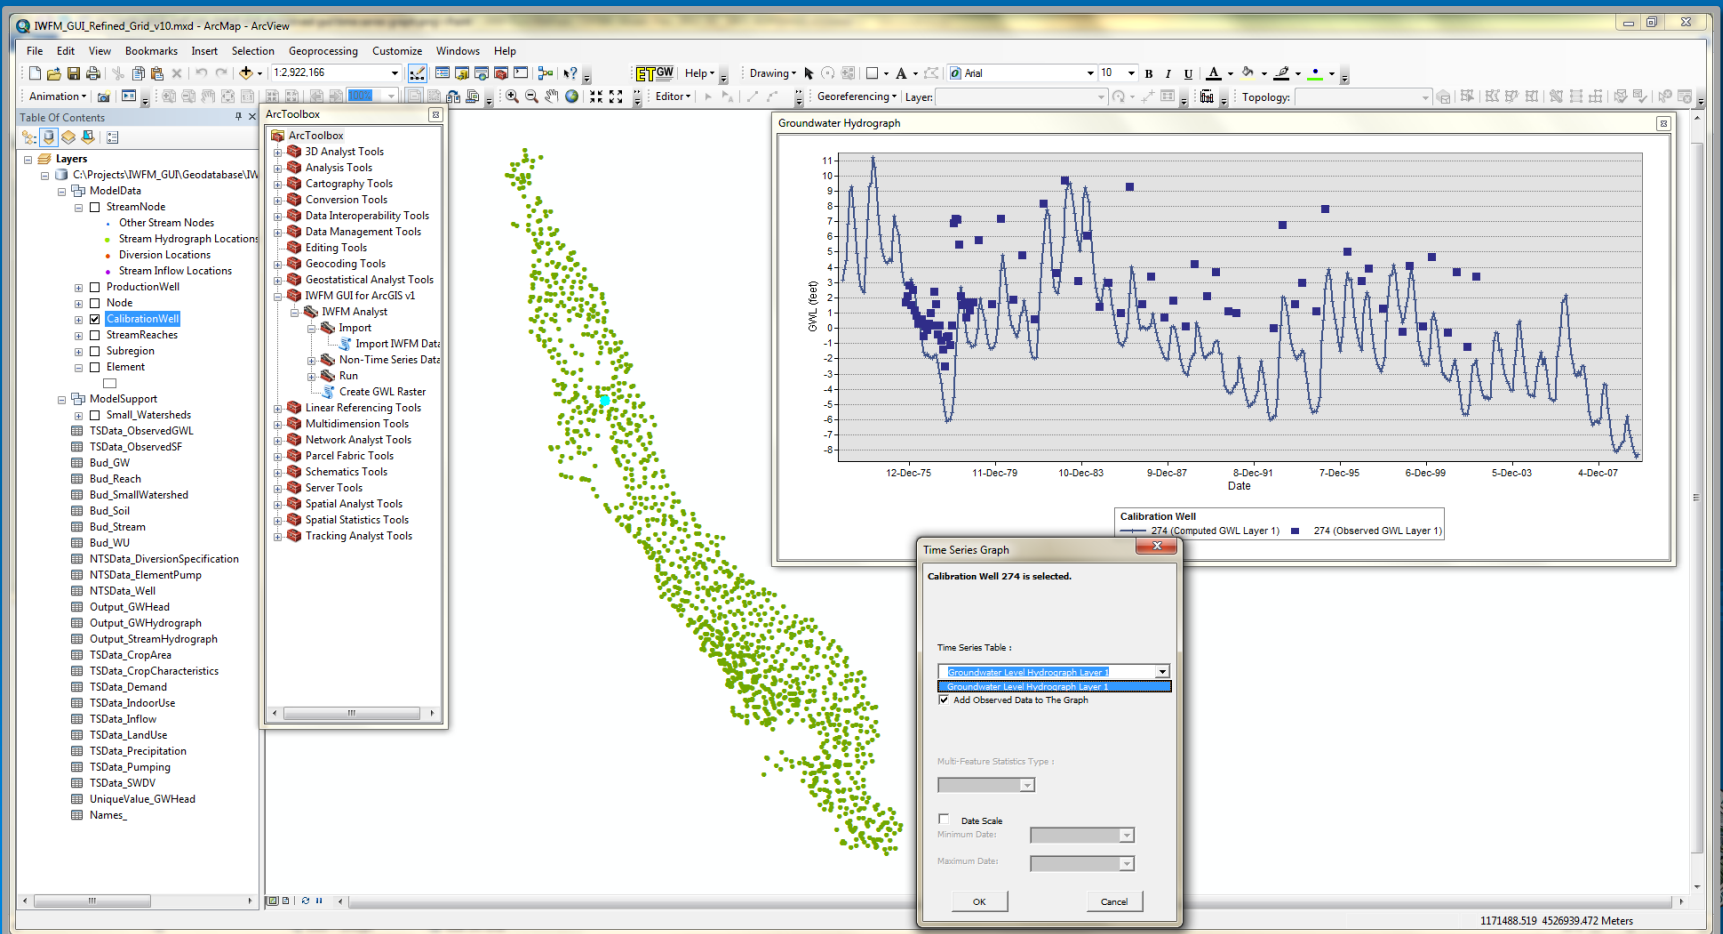 IWFM_GUI_Refined_Grid_v10.mxd - ArcMap - ArcView
File Edit View Bookmarks Insert Selection Geoprocessing Customize Windows Help
1:2,922,166
ET GW Help Drawing A Arial 10 B I U A
Animation 100% Editor Georeferencing Layer: Topology:
Table Of Contents
Layers
C:\Projects\IWFM_GUI\Geodatabase\IW
ModelData
StreamNode
Other Stream Nodes
Stream Hydrograph Locations
Diversion Locations
Stream Inflow Locations
ProductionWell
Node
CalibrationWell
StreamReaches
Subregion
Element
ModelSupport
Small_Watersheds
TSData_ObservedGWL
TSData_ObservedSF
Bud_GW
Bud_Reach
Bud_SmallWatershed
Bud_Soil
Bud_Stream
Bud_WU
NTSData_DiversionSpecification
NTSData_ElementPump
NTSData_Well
Output_GWHead
Output_GWHydrograph
Output_StreamHydrograph
TSData_CropArea
TSData_CropCharacteristics
TSData_Demand
TSData_IndoorUse
TSData_Inflow
TSData_LandUse
TSData_Precipitation
TSData_Pumping
TSData_SWDV
UniqueValue_GWHead
Names_
ArcToolbox
ArcToolbox
3D Analyst Tools
Analysis Tools
Cartography Tools
Conversion Tools
Data Interoperability Tools
Data Management Tools
Editing Tools
Geocoding Tools
Geostatistical Analyst Tools
IWFM GUI for ArcGIS v1
IWFM Analyst
Import
Import IWFM Data
Non-Time Series Data
Run
Create GWL Raster
Linear Referencing Tools
Multidimension Tools
Network Analyst Tools
Parcel Fabric Tools
Schematics Tools
Server Tools
Spatial Analyst Tools
Spatial Statistics Tools
Tracking Analyst Tools
Groundwater Hydrograph
11
10
9
8
7
6
5
4
3
2
1
0
-1
-2
-3
-4
-5
-6
-7
-8
GWL (feet)
12-Dec-75 11-Dec-79 10-Dec-83 9-Dec-87 8-Dec-91 7-Dec-95 6-Dec-99 5-Dec-03 4-Dec-07
Date
Calibration Well
274 (Computed GWL Layer 1) 274 (Observed GWL Layer 1)
Time Series Graph
Calibration Well 274 is selected.
Time Series Table :
Groundwater Level Hydrograph Layer 1
Groundwater Level Hydrograph Layer 1
Add Observed Data to The Graph
Multi-Feature Statistics Type :
Date Scale
Minimum Date:
Maximum Date:
OK Cancel
1171488.519 4526939.472 Meters